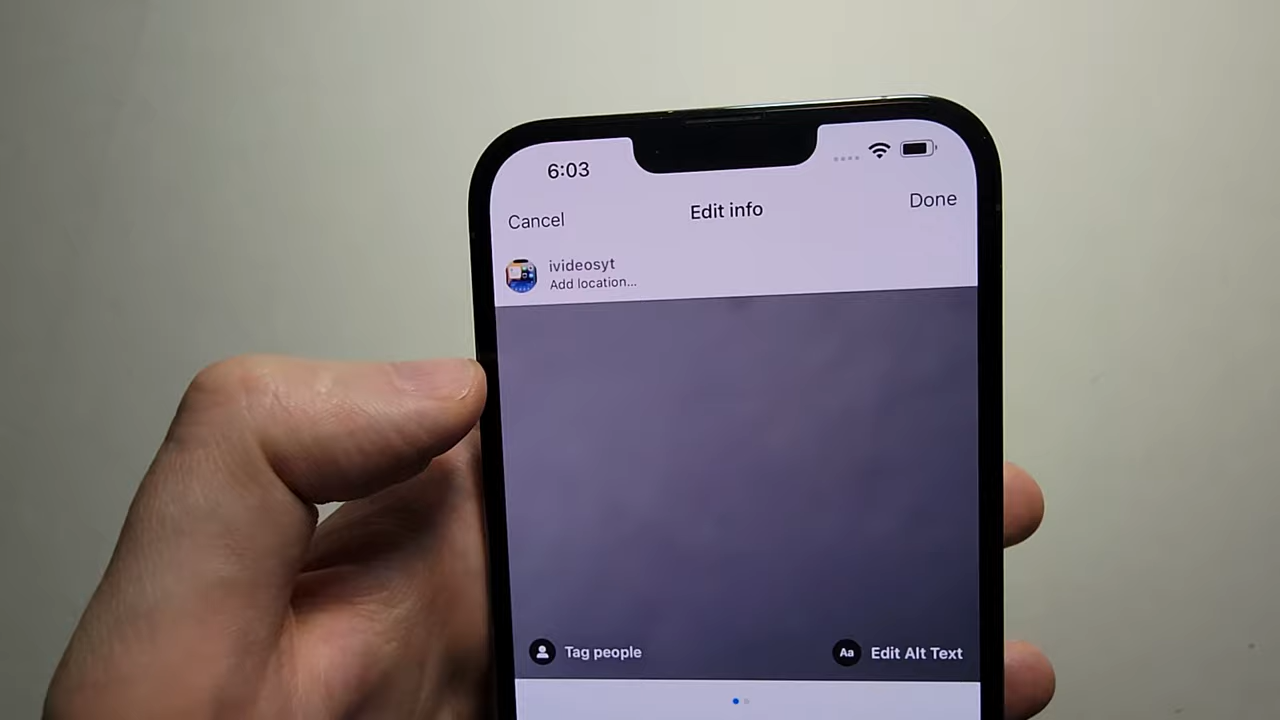 6:03
Cancel
Edit info
Done
ivideosyt
Add location...
Tag people
Aa
Edit Alt Text